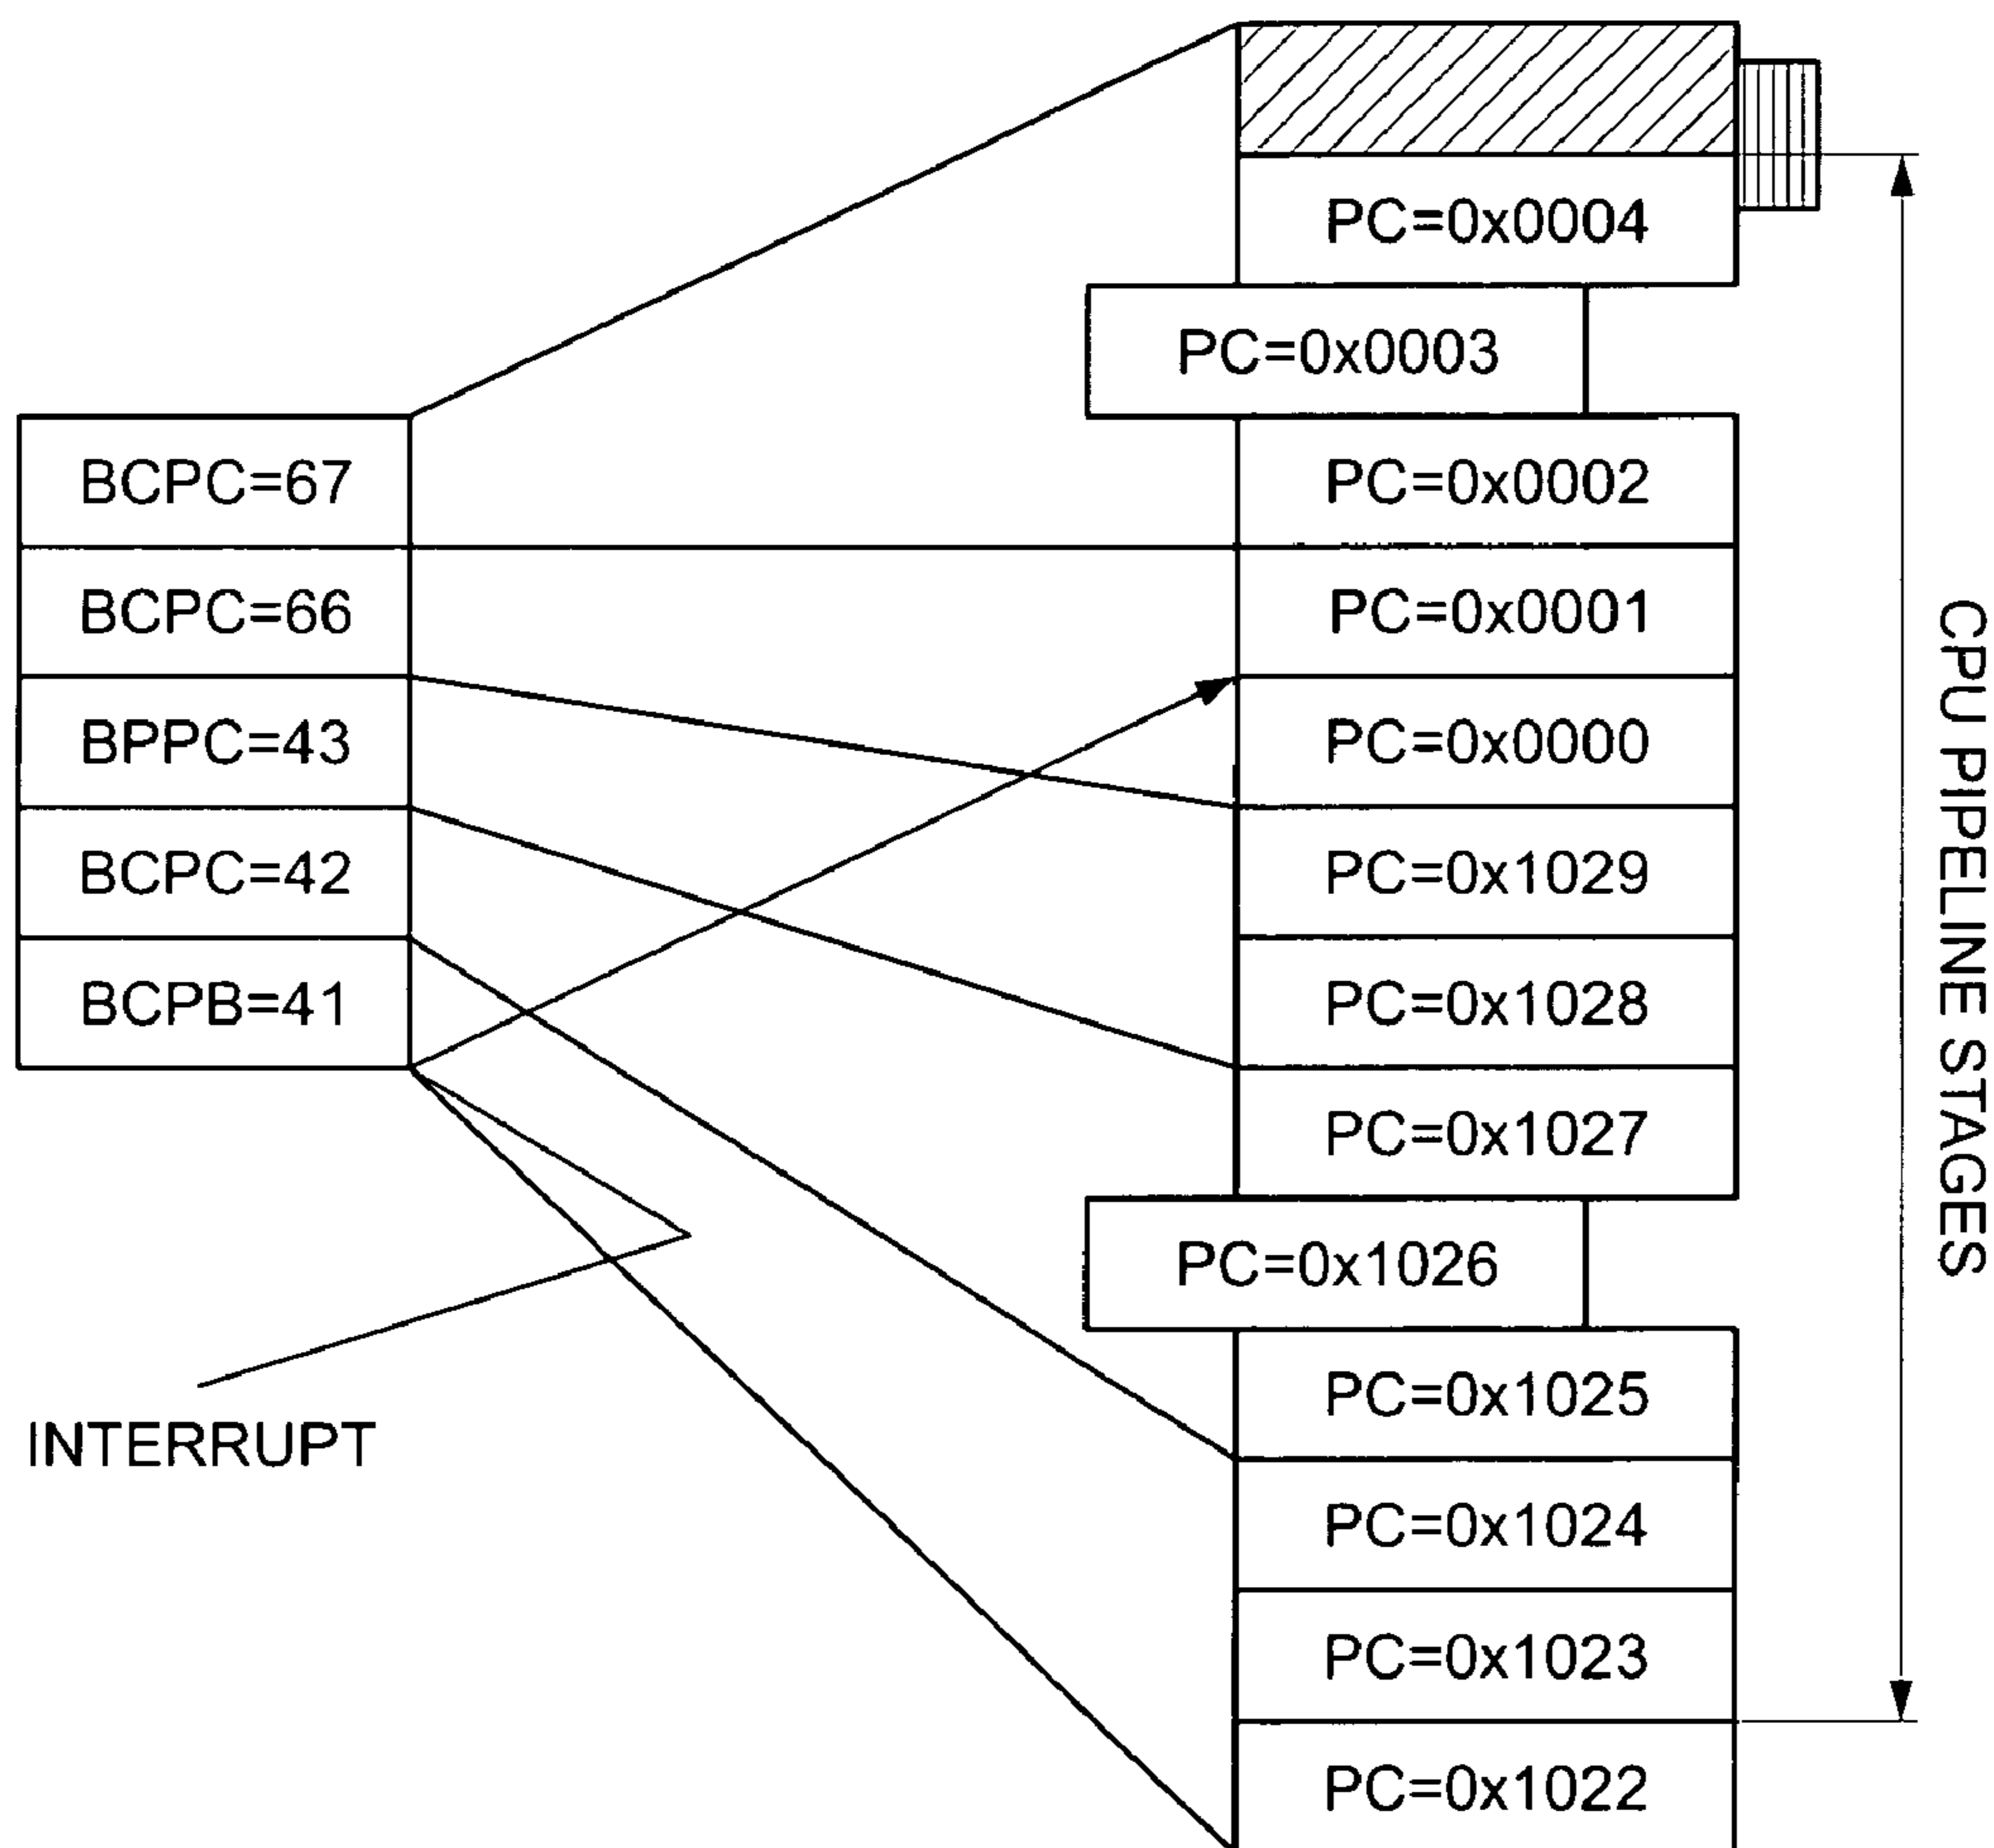 PC=0x0004
PC=0x0003
BCPC=67
PC=0x0002
BCPC=66
PC=0x0001
BPPC=43
PC=0x0000
BCPC=42
PC=0x1029
BCPB=41
PC=0x1028
PC=0x1027
PC=0x1026
PC=0x1025
INTERRUPT
PC=0x1024
PC=0x1023
PC=0x1022
CPU PIPELINE STAGES